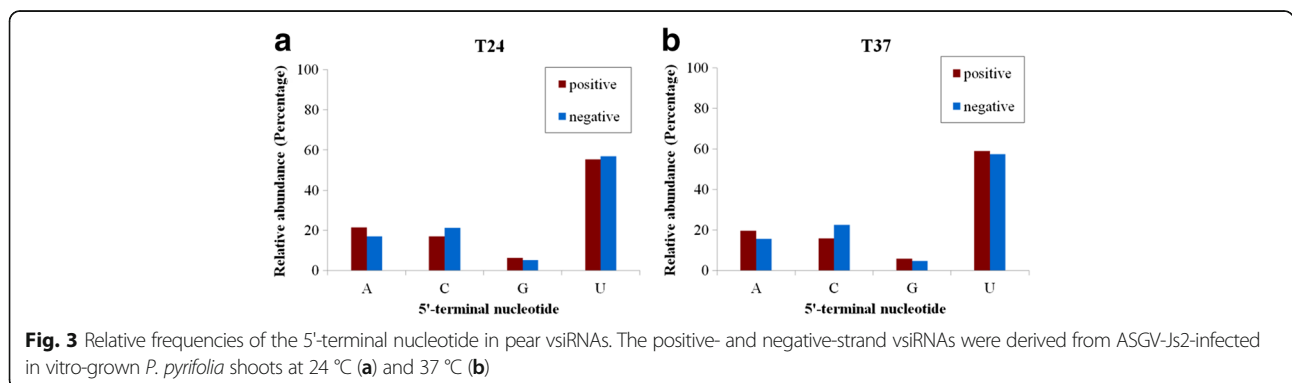 a
T24
Relative abundance (Percentage)
100
80
60
40
20
0
positive
negative
A C G U
5'-terminal nucleotide
b
T37
Relative abundance (Percentage)
100
80
60
40
20
0
positive
negative
A C G U
5'-terminal nucleotide
Fig. 3 Relative frequencies of the 5'-terminal nucleotide in pear vsiRNAs. The positive- and negative-strand vsiRNAs were derived from ASGV-Js2-infected
in vitro-grown P. pyrifolia shoots at 24 °C (a) and 37 °C (b)